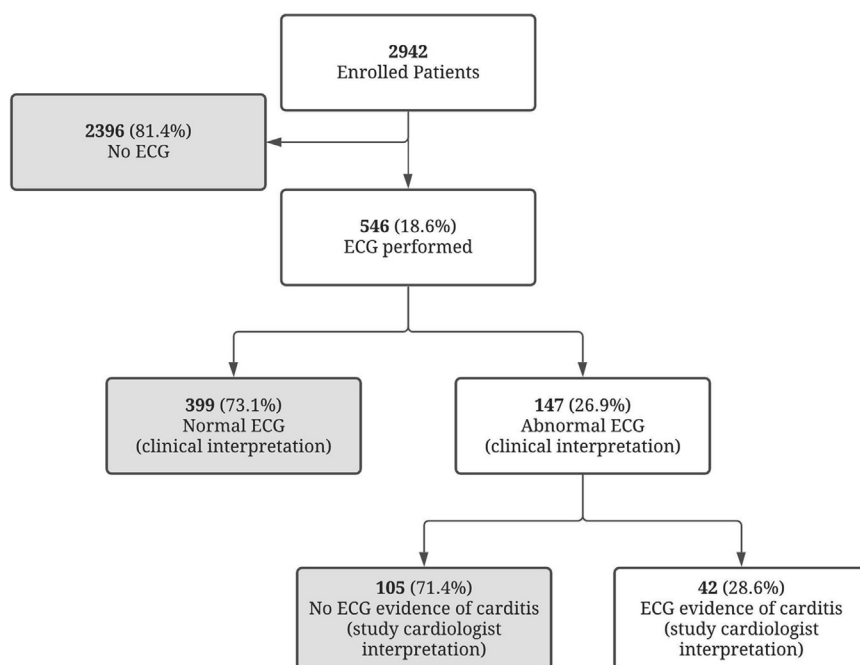 2942
Enrolled Patients
2396 (81.4%)
No ECG
546 (18.6%)
ECG performed
399 (73.1%)
Normal ECG
(clinical interpretation)
147 (26.9%)
Abnormal ECG
(clinical interpretation)
105 (71.4%)
No ECG evidence of carditis
(study cardiologist
interpretation)
42 (28.6%)
ECG evidence of carditis
(study cardiologist
interpretation)